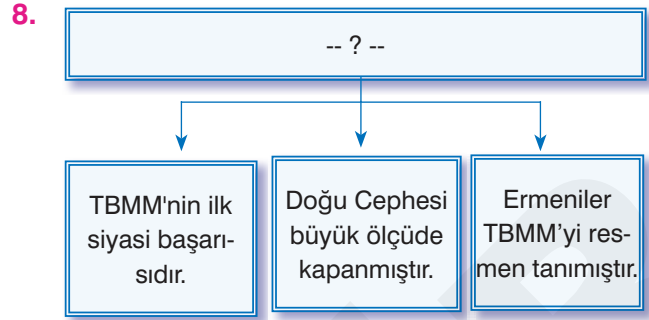 8.
-- ? --
TBMM'nin ilk
siyasi başarı-
sıdır.
Doğu Cephesi
büyük ölçüde
kapanmıştır.
Ermeniler
TBMM’yi res-
men tanımıştır.